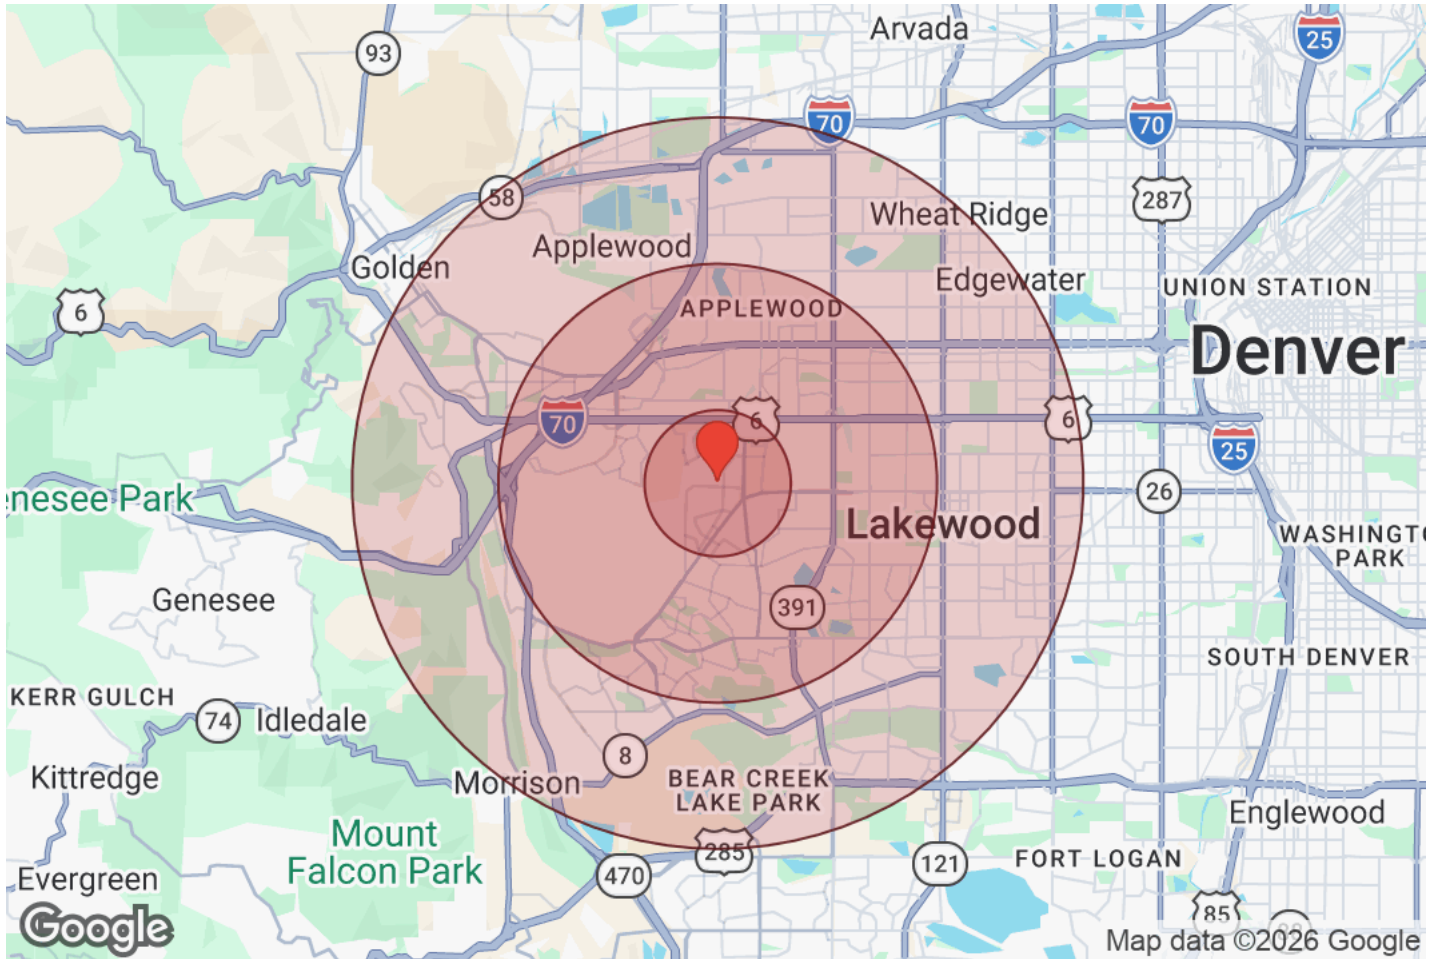 Arvada
25
93
70
70
58
287
Wheat Ridge
Applewood
Golden
Edgewater
UNION STATION
6
APPLEWOOD
Denver
70
6
6
25
26
enesee Park
Lakewood
WASHINGT
PARK
Genesee
391
SOUTH DENVER
KERR GULCH
74
Idledale
8
Kittredge
Morrison
BEAR CREEK
LAKE PARK
Englewood
Mount
Falcon Park
285
FORT LOGAN
121
470
Evergreen
85
Google
Map data ©2026 Google